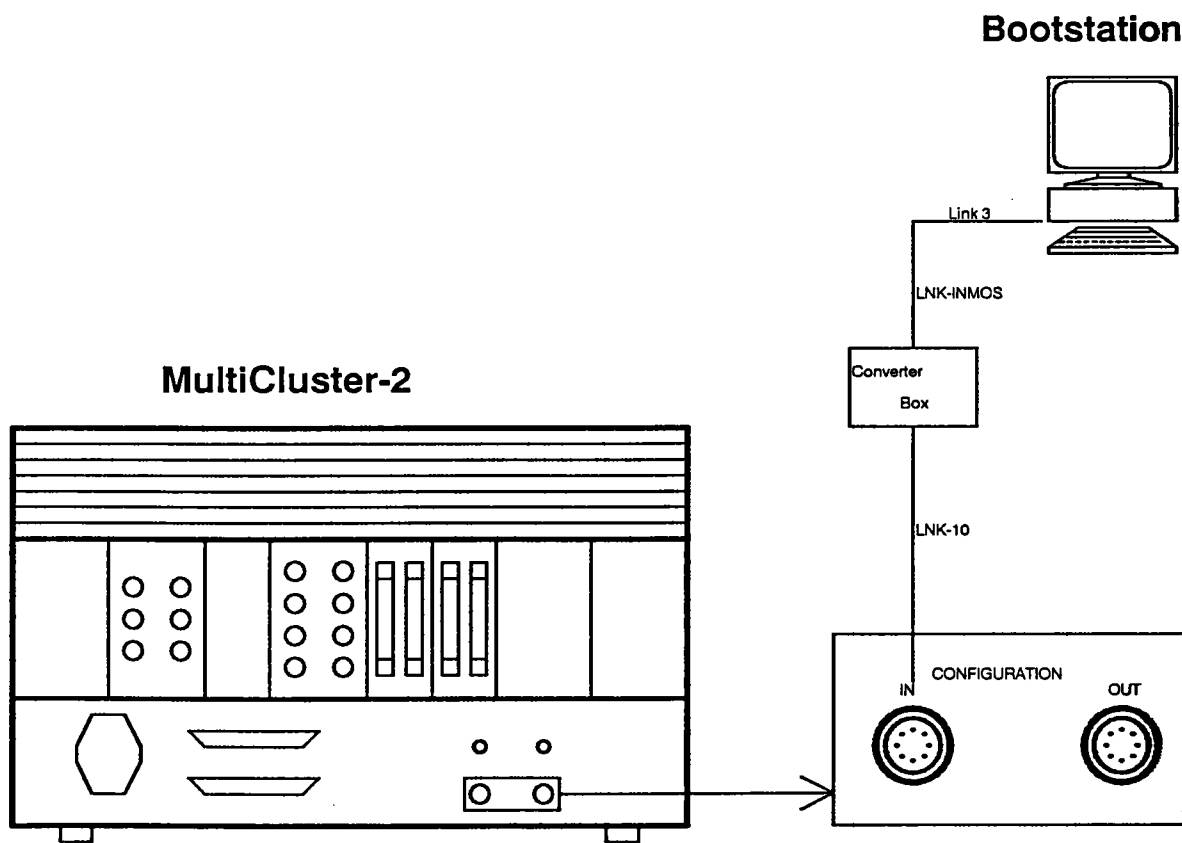 Bootstation
Link 3
LNK-INMOS
Converter
Box
MultiCluster-2
LNK-10
CONFIGURATION
IN
OUT